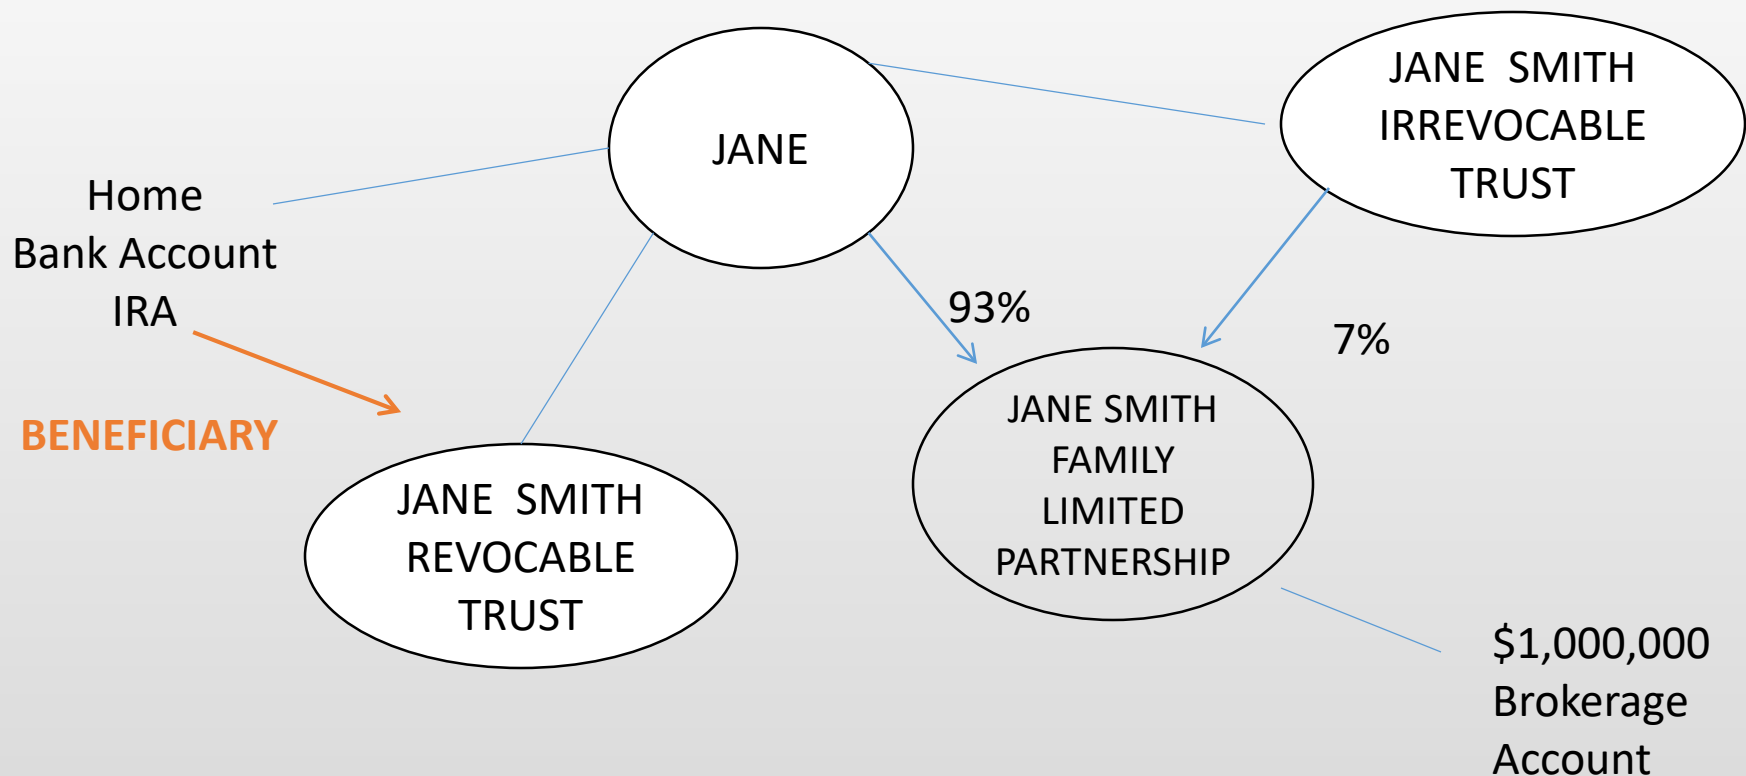 JANE
JANE SMITH
IRREVOCABLE
TRUST
Home
Bank Account
IRA
93%
7%
BENEFICIARY
JANE SMITH
REVOCABLE
TRUST
JANE SMITH
FAMILY
LIMITED
PARTNERSHIP
$1,000,000
Brokerage
Account